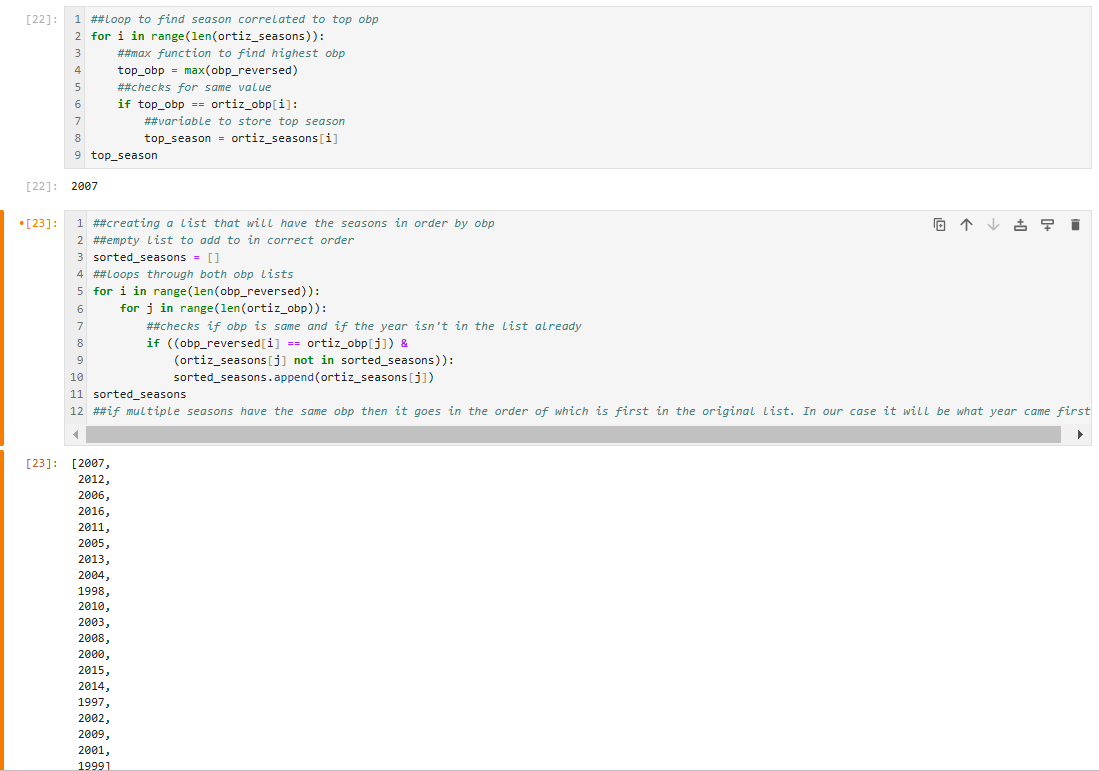 [22]:
1 ##loop to find season correlated to top obp
2 for i in range(len(ortiz_seasons)):
3     ##max function to find highest obp
4     top_obp = max(obp_reversed)
5     ##checks for same value
6     if top_obp == ortiz_obp[i]:
7         ##variable to store top season
8         top_season = ortiz_seasons[i]
9 top_season
[22]: 2007
•[23]:
1 ##creating a list that will have the seasons in order by obp
2 ##empty list to add to in correct order
3 sorted_seasons = []
4 ##loops through both obp lists
5 for i in range(len(obp_reversed)):
6     for j in range(len(ortiz_obp)):
7         ##checks if obp is same and if the year isn't in the list already
8         if ((obp_reversed[i] == ortiz_obp[j]) &
9             (ortiz_seasons[j] not in sorted_seasons)):
10             sorted_seasons.append(ortiz_seasons[j])
11 sorted_seasons
12 ##if multiple seasons have the same obp then it goes in the order of which is first in the original list. In our case it will be what year came first
[23]: [2007,
2012,
2006,
2016,
2011,
2005,
2013,
2004,
1998,
2010,
2003,
2008,
2000,
2015,
2014,
1997,
2002,
2009,
2001,
1999]